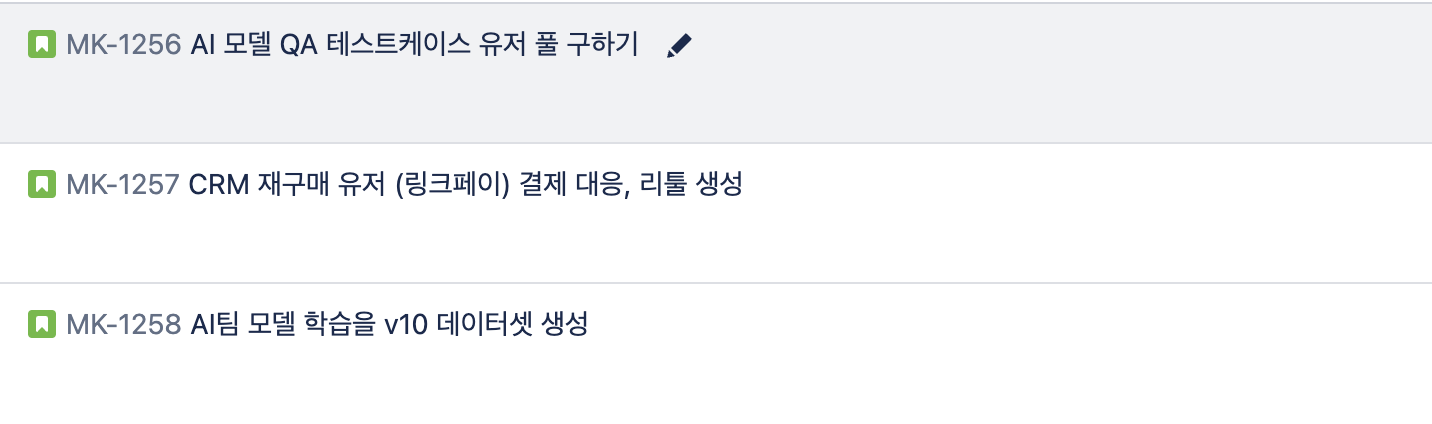 MK-1256 AI 모델 QA 테스트케이스 유저 풀 구하기
MK-1257 CRM 재구매 유저 (링크페이) 결제 대응, 리툴 생성
MK-1258 AI팀 모델 학습을 v10 데이터셋 생성